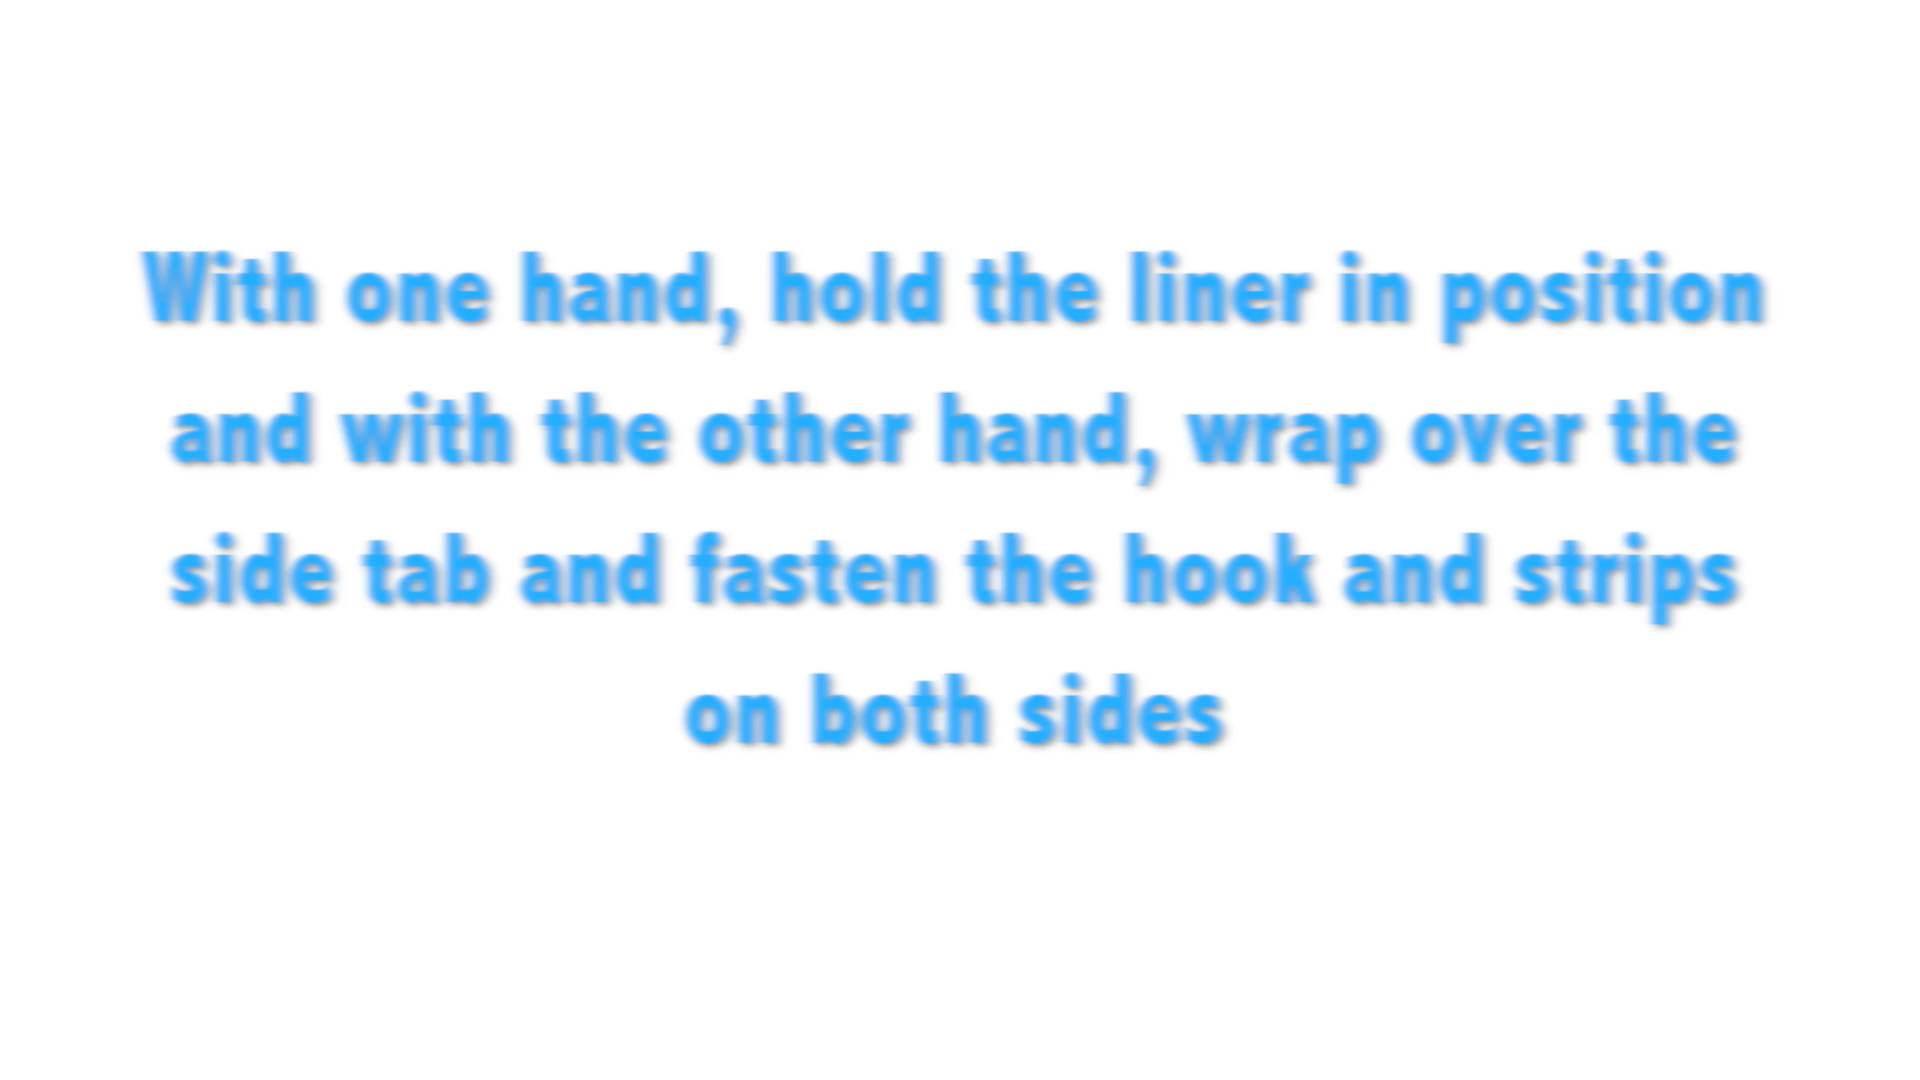 With one hand, hold the liner in position
and with the other hand, wrap over the
side tab and fasten the hook and strips
on both sides